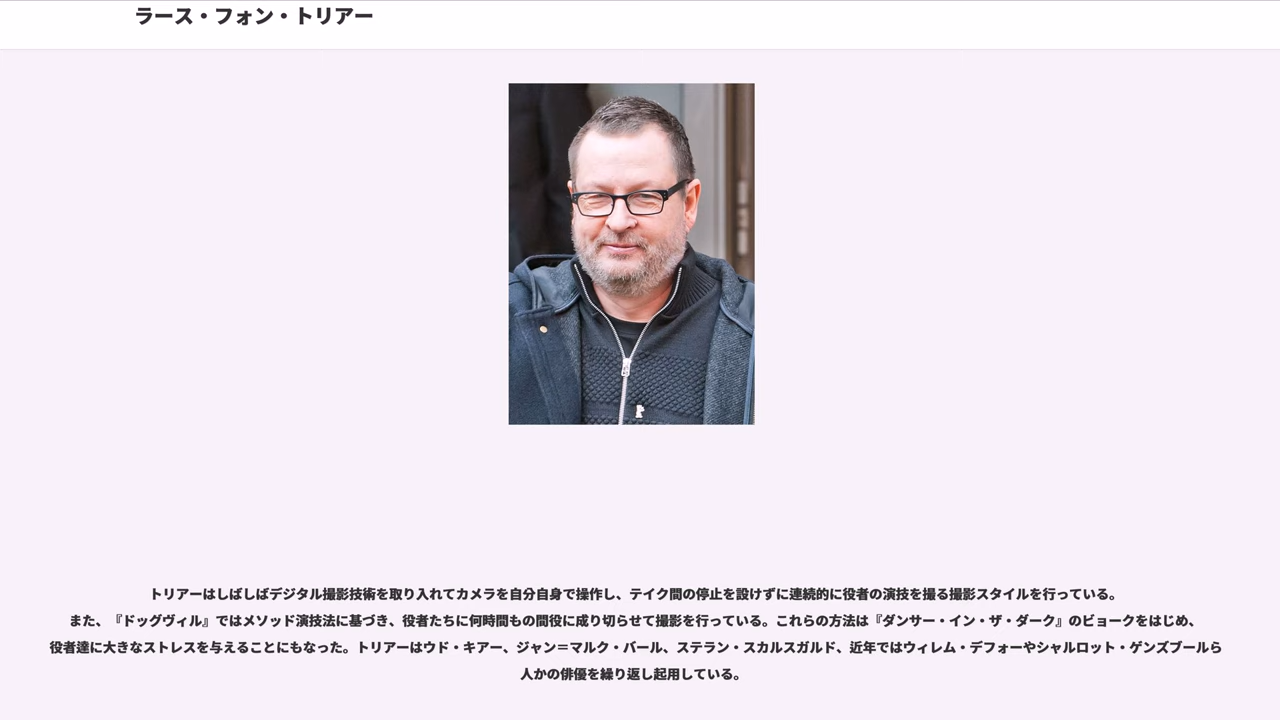 ラース・フォン・トリアー
トリアーはしばしばデジタル撮影技術を取り入れてカメラを自分自身で操作し、テイク間の停止を設けずに連続的に役者の演技を撮る撮影スタイルを行っている。
また、『ドッグヴィル』ではメソッド演技法に基づき、役者たちに何時間もの間役に成り切らせて撮影を行っている。これらの方法は『ダンサー・イン・ザ・ダーク』のビョークをはじめ、
役者達に大きなストレスを与えることにもなった。トリアーはウド・キアー、ジャン＝マルク・バール、ステラン・スカルスガルド、近年ではウィレム・デフォーやシャルロット・ゲンズブールら
人かの俳優を繰り返し起用している。